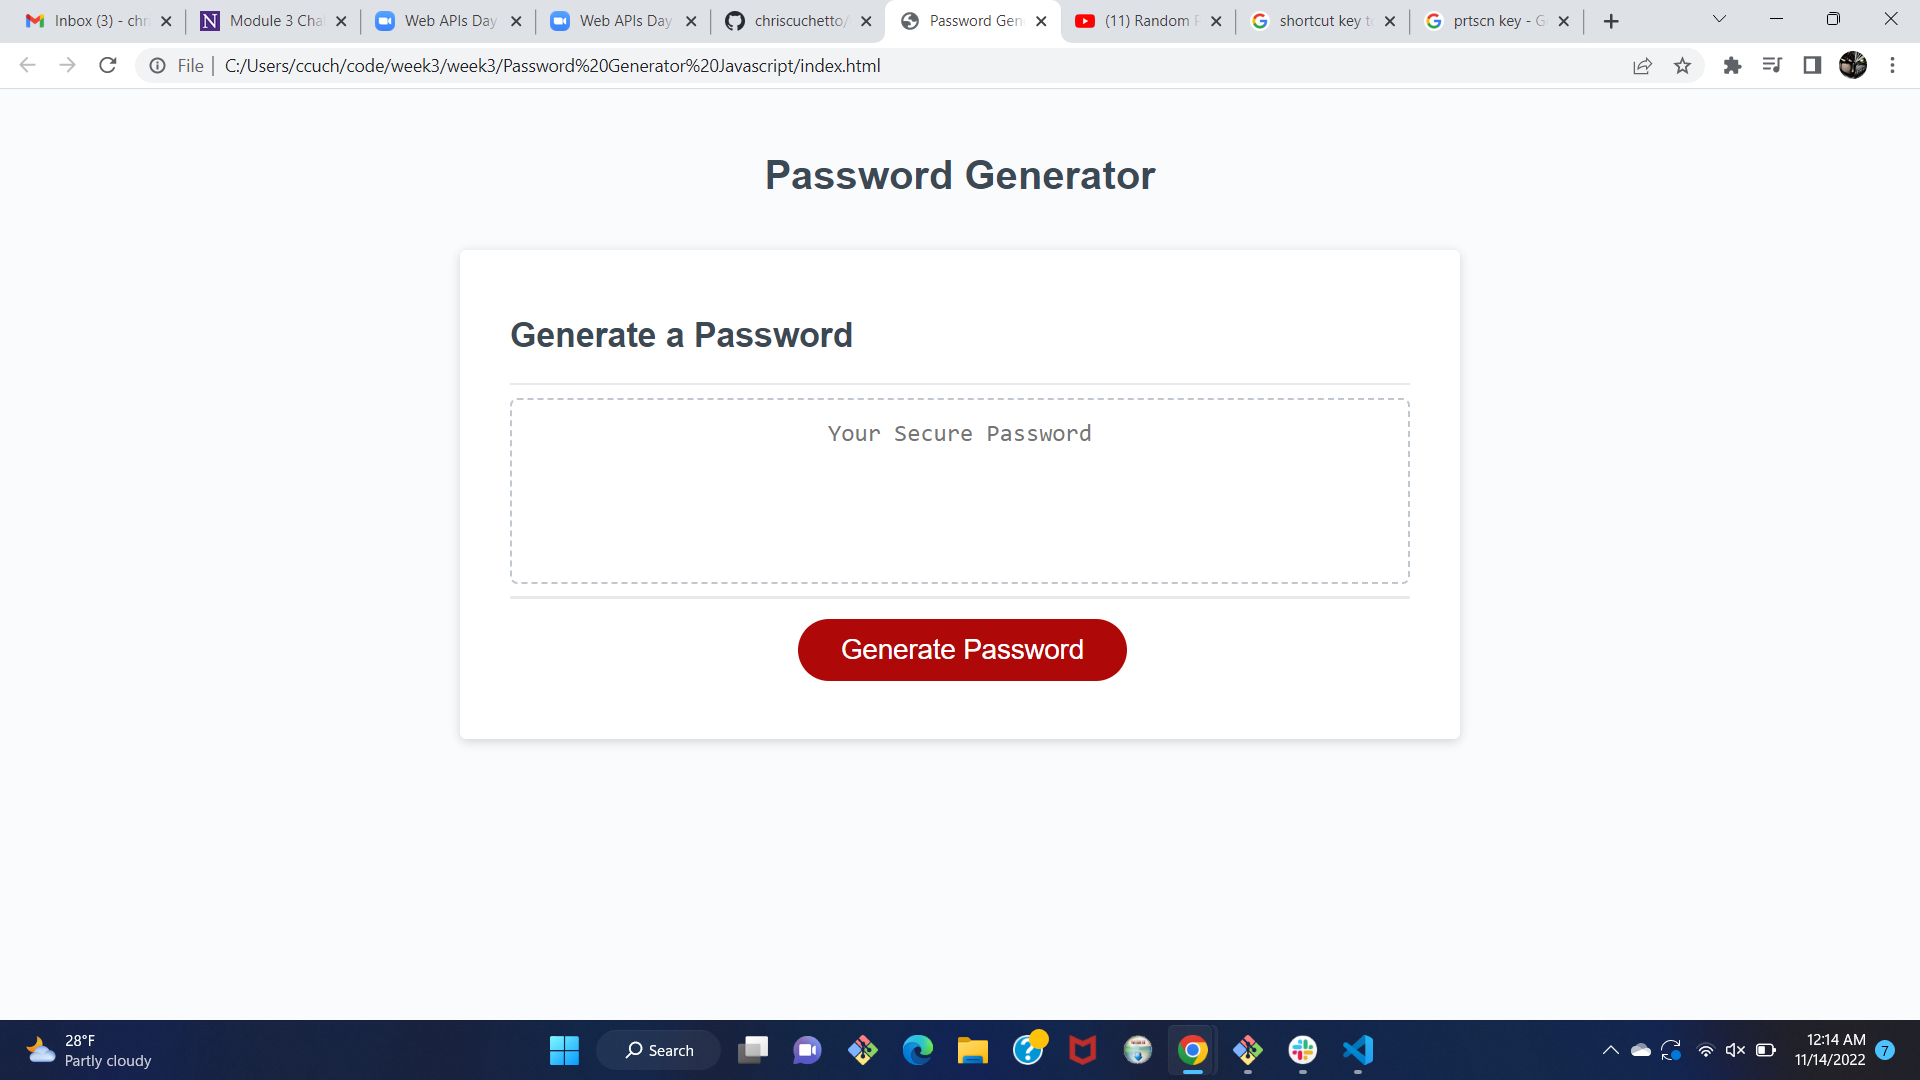 Inbox (3) - chr
Module 3 Cha
Web APIs Day
Web APIs Day
chriscuchetto/
Password Gen
(11) Random
shortcut key t
prtscn key - G
File
C:/Users/ccuch/code/week3/week3/Password%20Generator%20Javascript/index.html
Password Generator
Generate a Password
Your Secure Password
Generate Password
28°F
Partly cloudy
Search
12:14 AM
11/14/2022
7